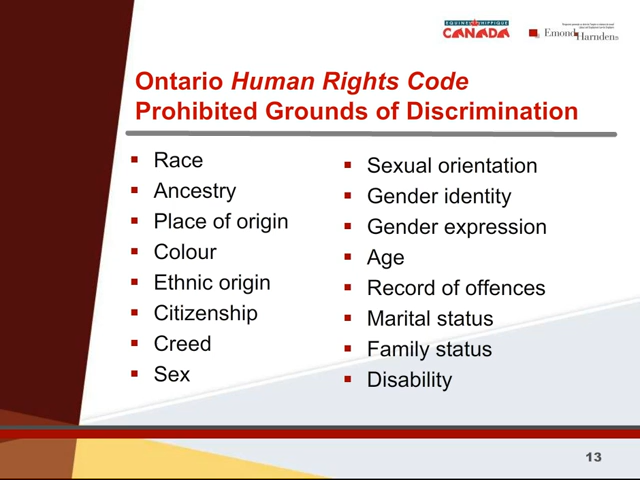 EQUINE HIPPIQUE
CANADA
Emond Harnden
Ontario Human Rights Code
Prohibited Grounds of Discrimination
Race
Ancestry
Place of origin
Colour
Ethnic origin
Citizenship
Creed
Sex
Sexual orientation
Gender identity
Gender expression
Age
Record of offences
Marital status
Family status
Disability
13